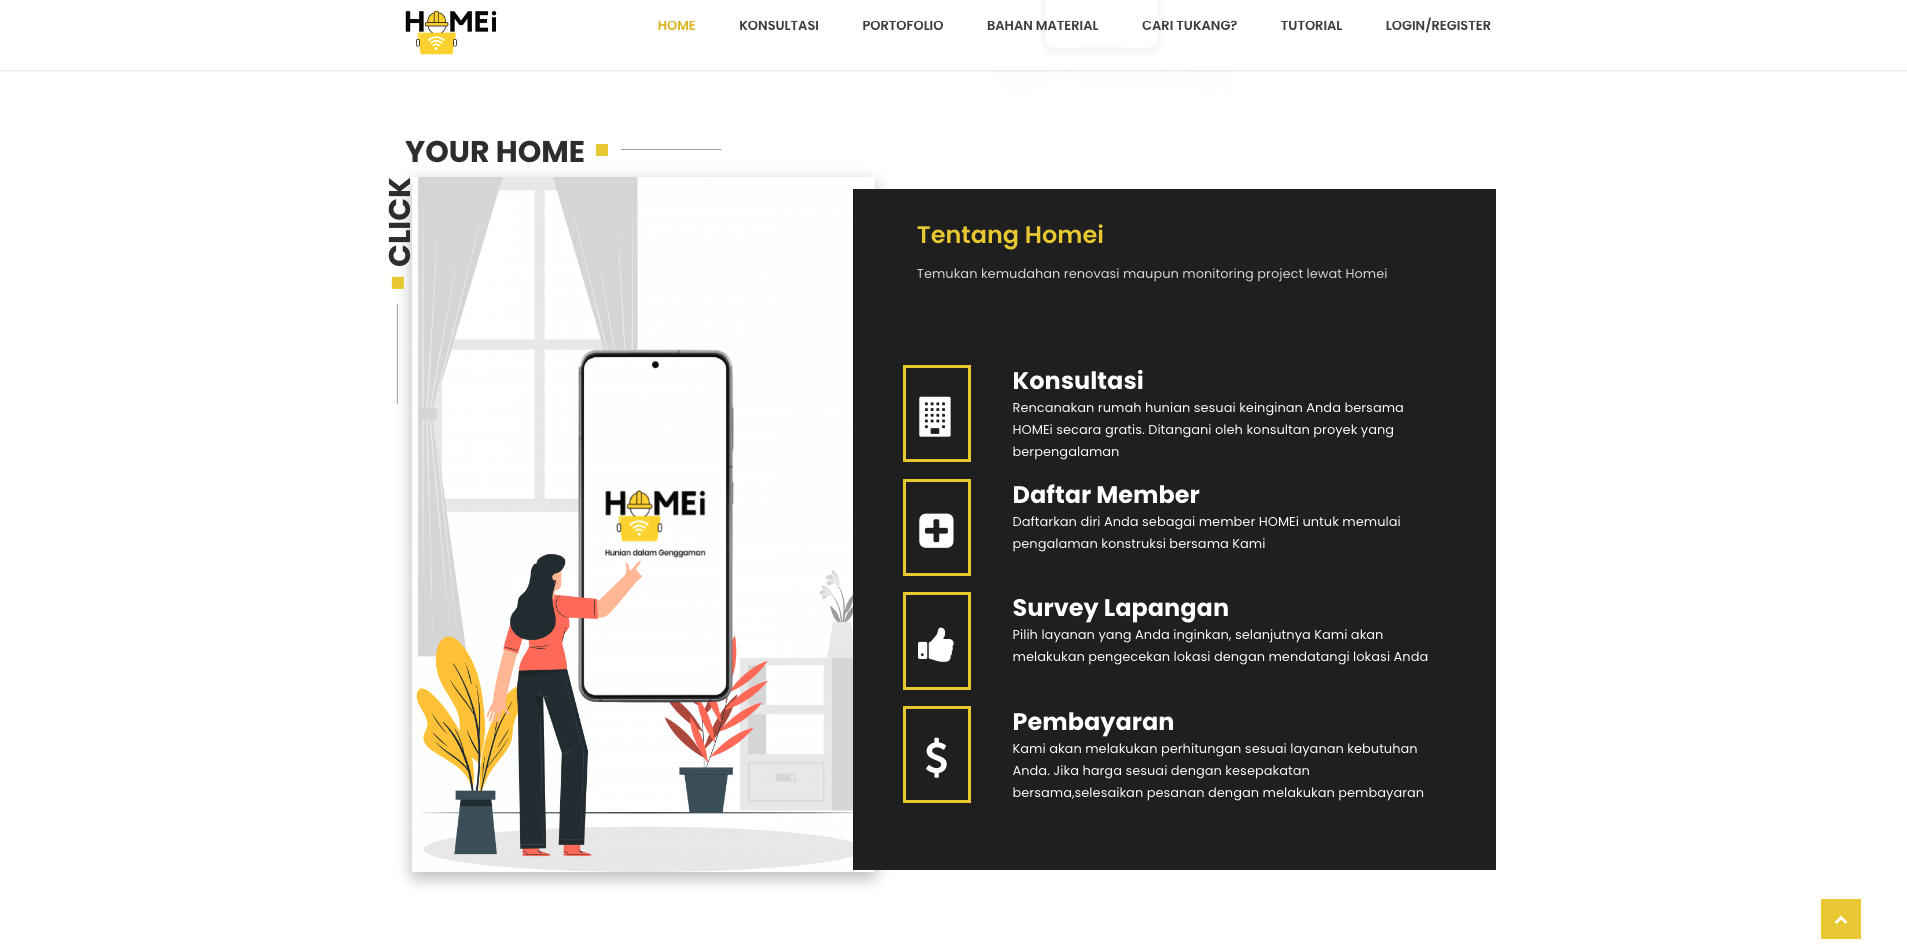 HOMEi
HOME
KONSULTASI
PORTOFOLIO
BAHAN MATERIAL
CARI TUKANG?
TUTORIAL
LOGIN/REGISTER
YOUR HOME
CLICK
HOMEi
Hunian dalam Genggaman
Tentang Homei
Temukan kemudahan renovasi maupun monitoring project lewat Homei
Konsultasi
Rencanakan rumah hunian sesuai keinginan Anda bersama
HOMEi secara gratis. Ditangani oleh konsultan proyek yang
berpengalaman
Daftar Member
Daftarkan diri Anda sebagai member HOMEi untuk memulai
pengalaman konstruksi bersama Kami
Survey Lapangan
Pilih layanan yang Anda inginkan, selanjutnya Kami akan
melakukan pengecekan lokasi dengan mendatangi lokasi Anda
Pembayaran
Kami akan melakukan perhitungan sesuai layanan kebutuhan
Anda. Jika harga sesuai dengan kesepakatan
bersama,selesaikan pesanan dengan melakukan pembayaran